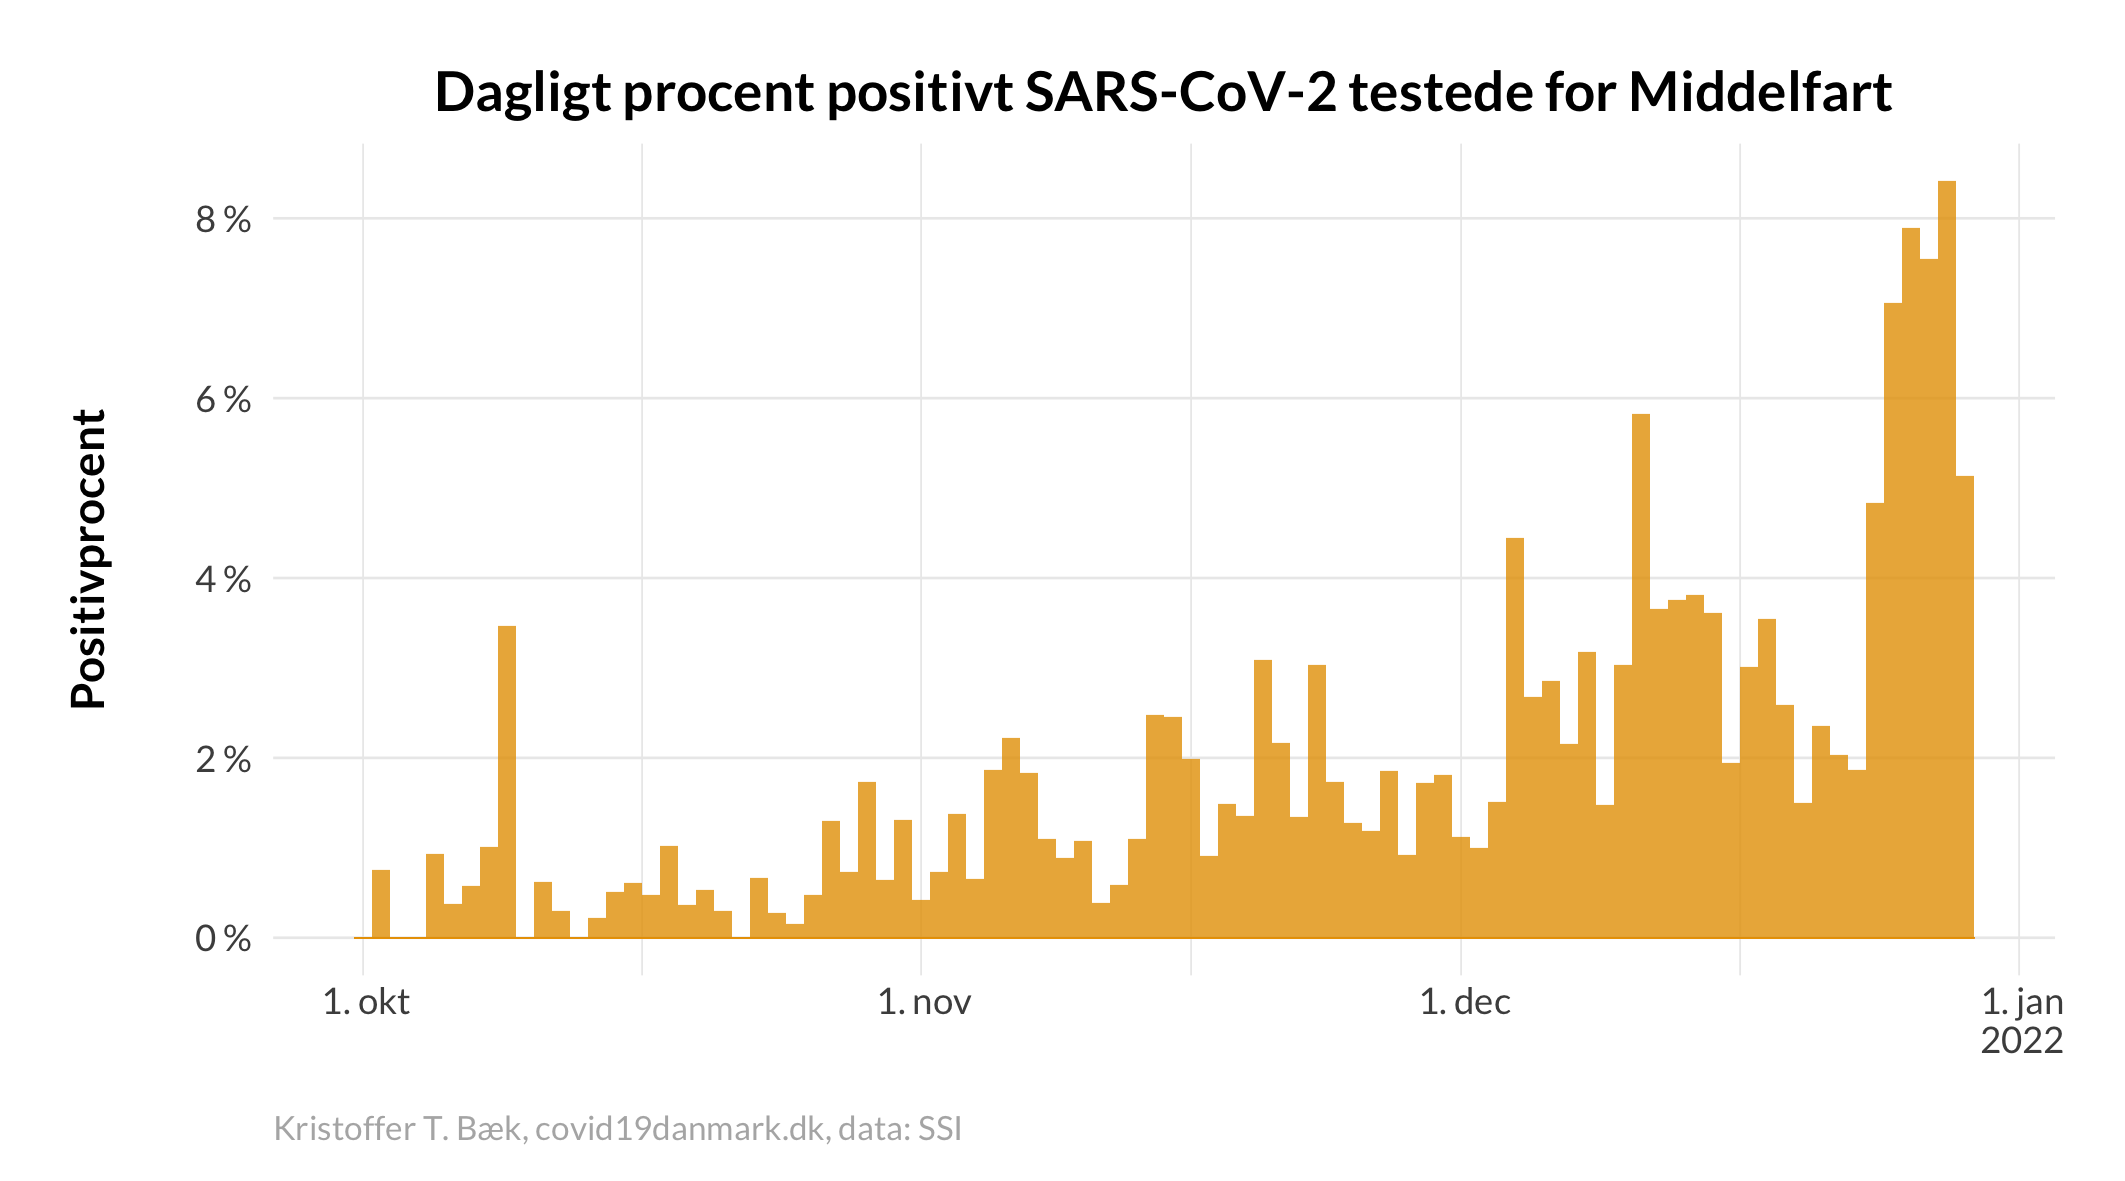 Dagligt procent positivt SARS-CoV-2 testede for Middelfart
Positivprocent
8 %
6 %
4 %
2 %
0 %
1. okt
1. nov
1. dec
1. jan
2022
Kristoffer T. Bæk, covid19danmark.dk, data: SSI